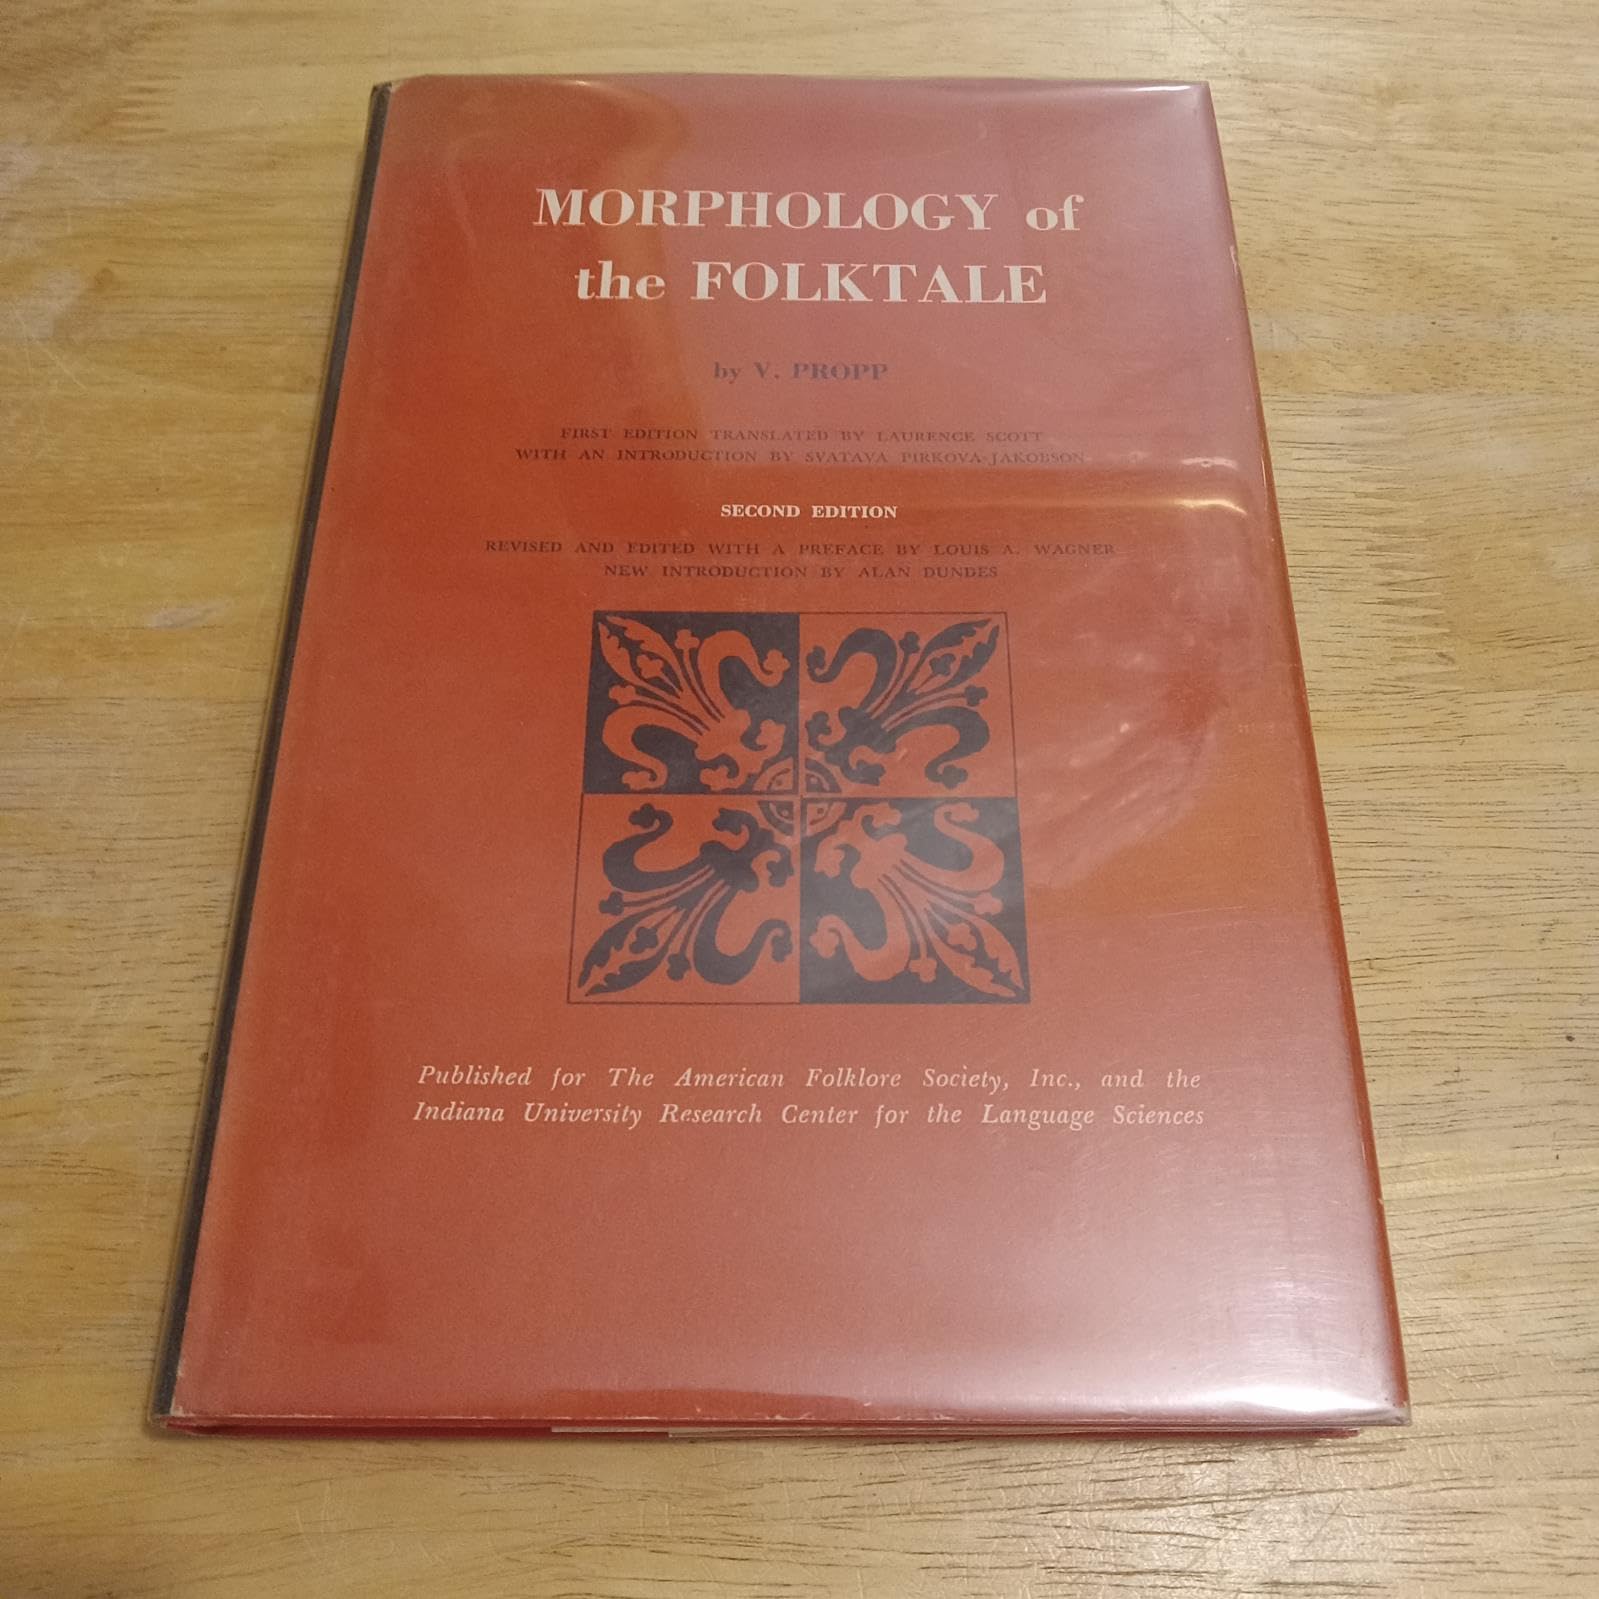 MORPHOLOGY of
the FOLKTALE
by V. PROPP
FIRST EDITION TRANSLATED BY LAURENCE SCOTT
WITH AN INTRODUCTION BY SVATAVA PIRKOVA-JAKOBSON
SECOND EDITION
REVISED AND EDITED WITH A PREFACE BY LOUIS A. WAGNER
NEW INTRODUCTION BY ALAN DUNDES
Published for The American Folklore Society, Inc., and the
Indiana University Research Center for the Language Sciences